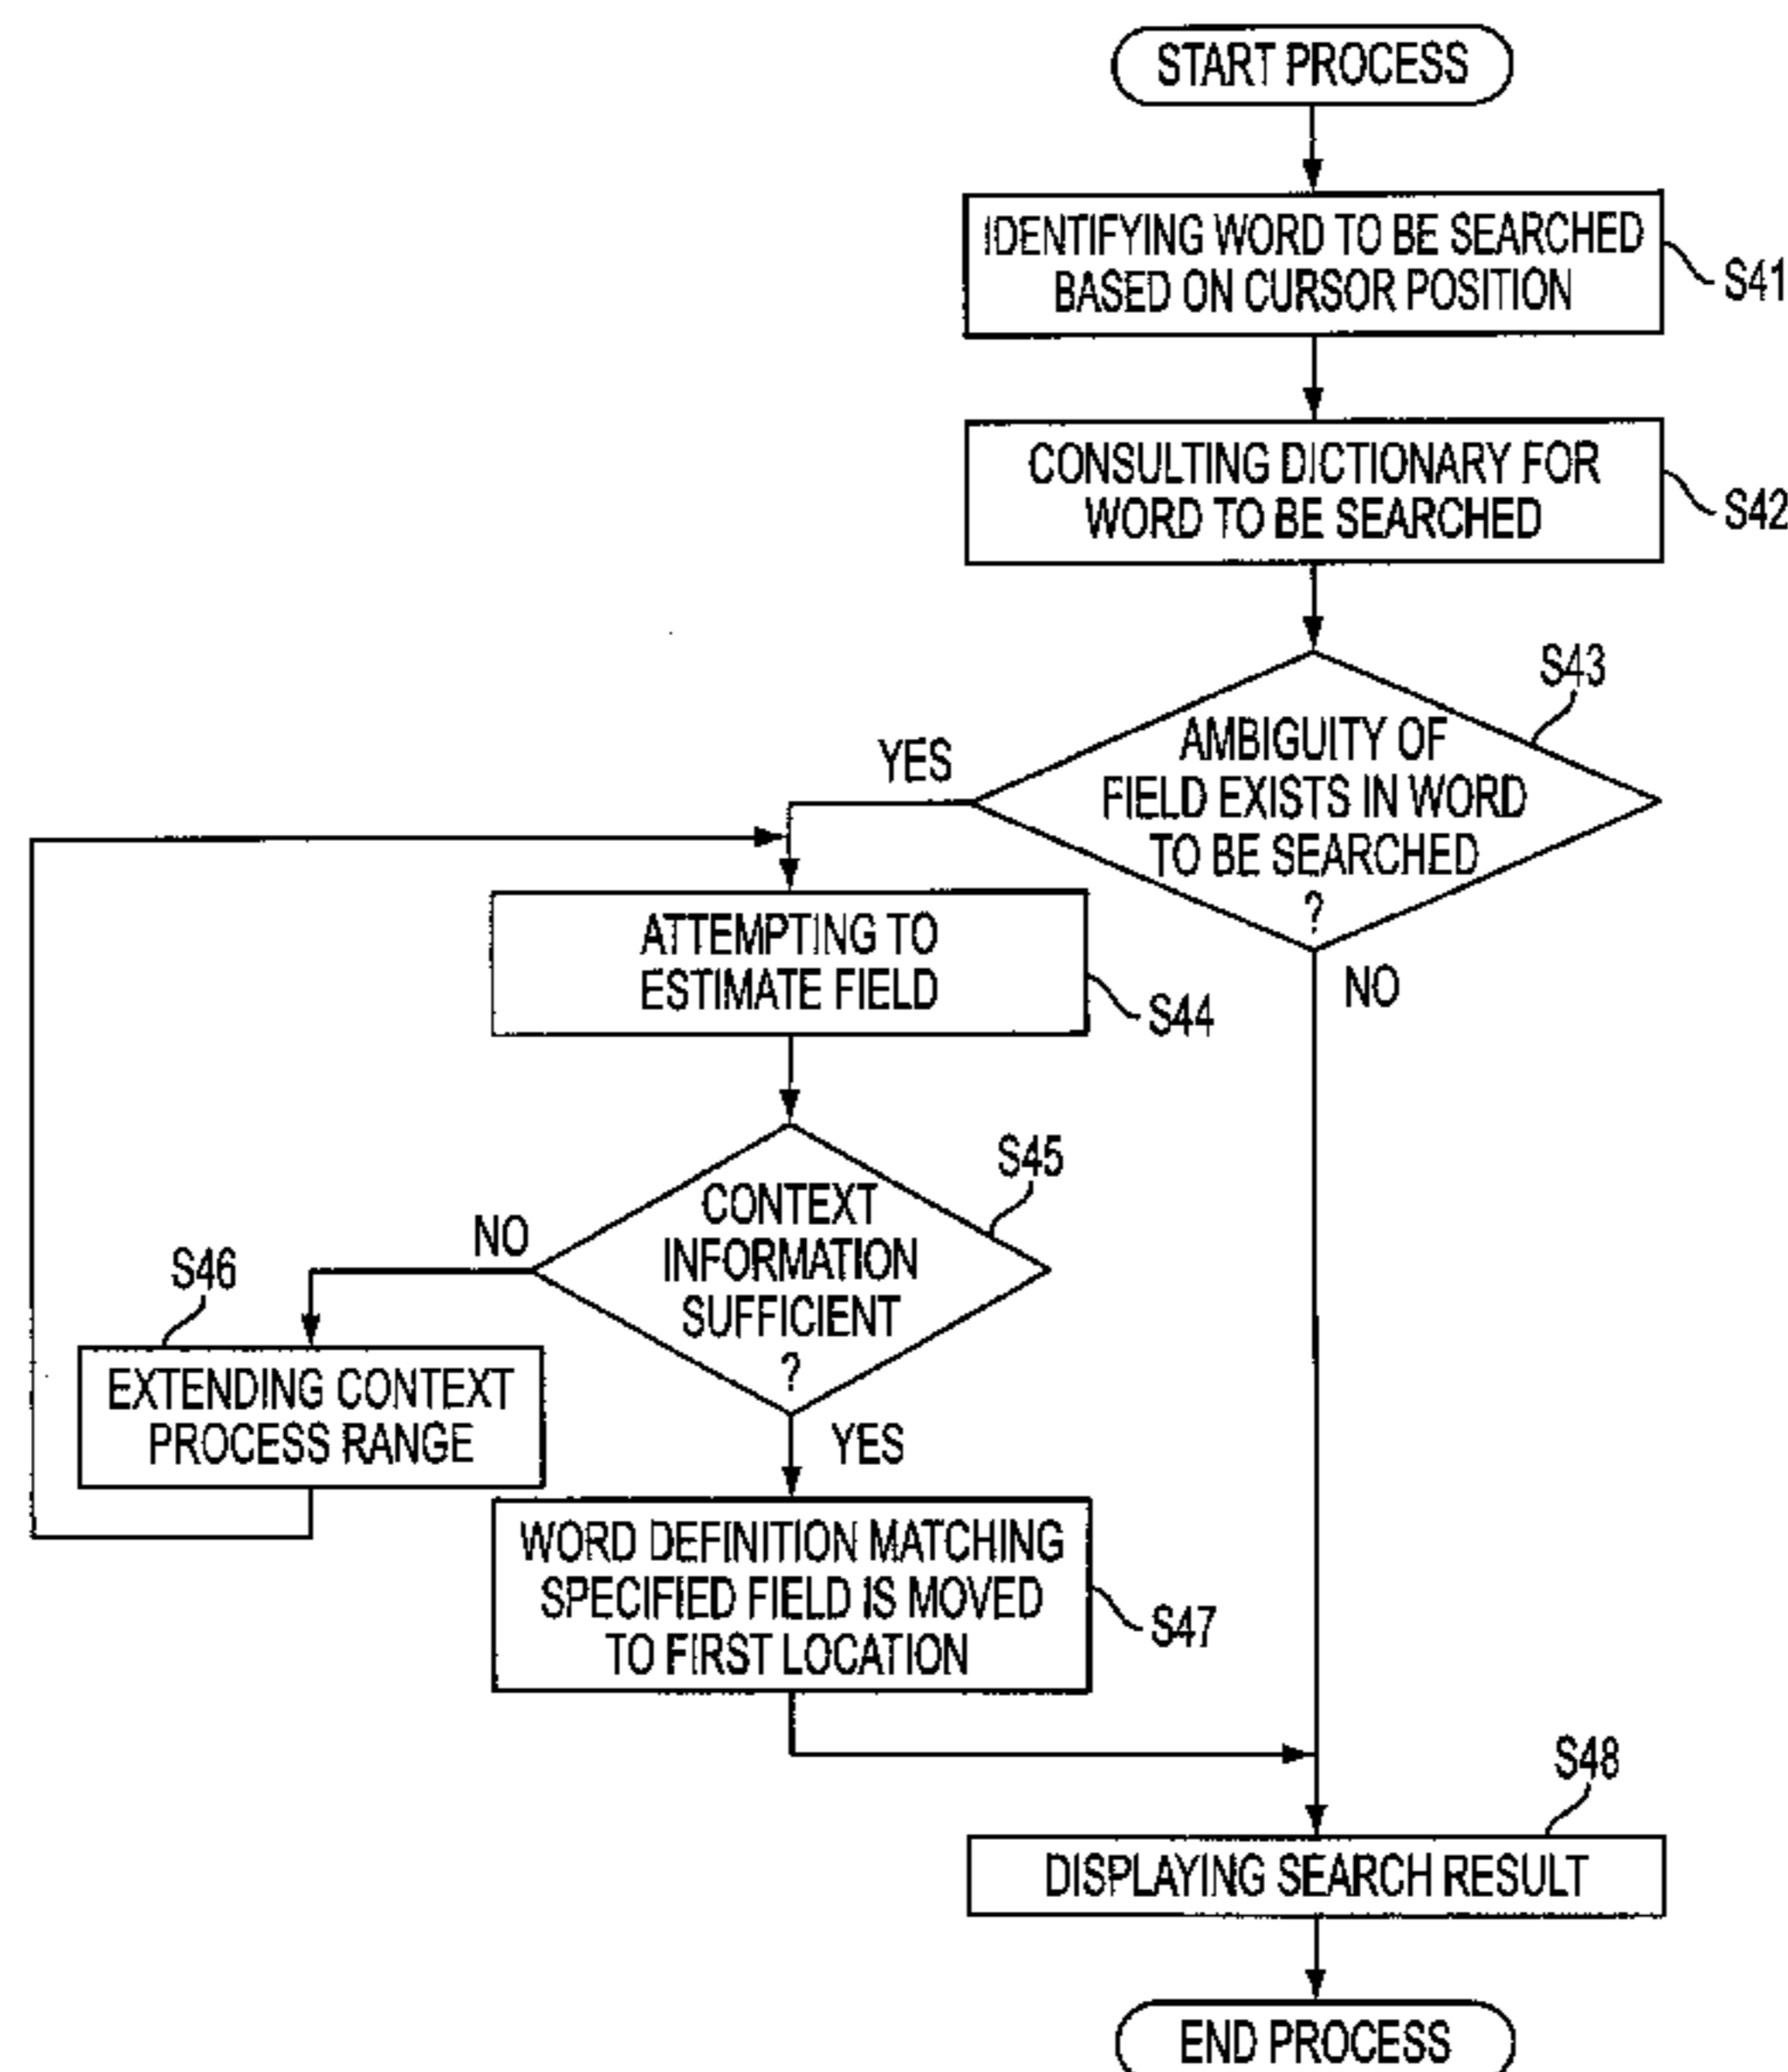 START PROCESS
IDENTIFYING WORD TO BE SEARCHED
BASED ON CURSOR POSITION
S41
CONSULTING DICTIONARY FOR
WORD TO BE SEARCHED
S42
S43
AMBIGUITY OF
FIELD EXISTS IN WORD
TO BE SEARCHED
?
YES
NO
ATTEMPTING TO
ESTIMATE FIELD
S44
S45
CONTEXT
INFORMATION
SUFFICIENT
?
NO
YES
S46
EXTENDING CONTEXT
PROCESS RANGE
WORD DEFINITION MATCHING
SPECIFIED FIELD IS MOVED
TO FIRST LOCATION
S47
S48
DISPLAYING SEARCH RESULT
END PROCESS